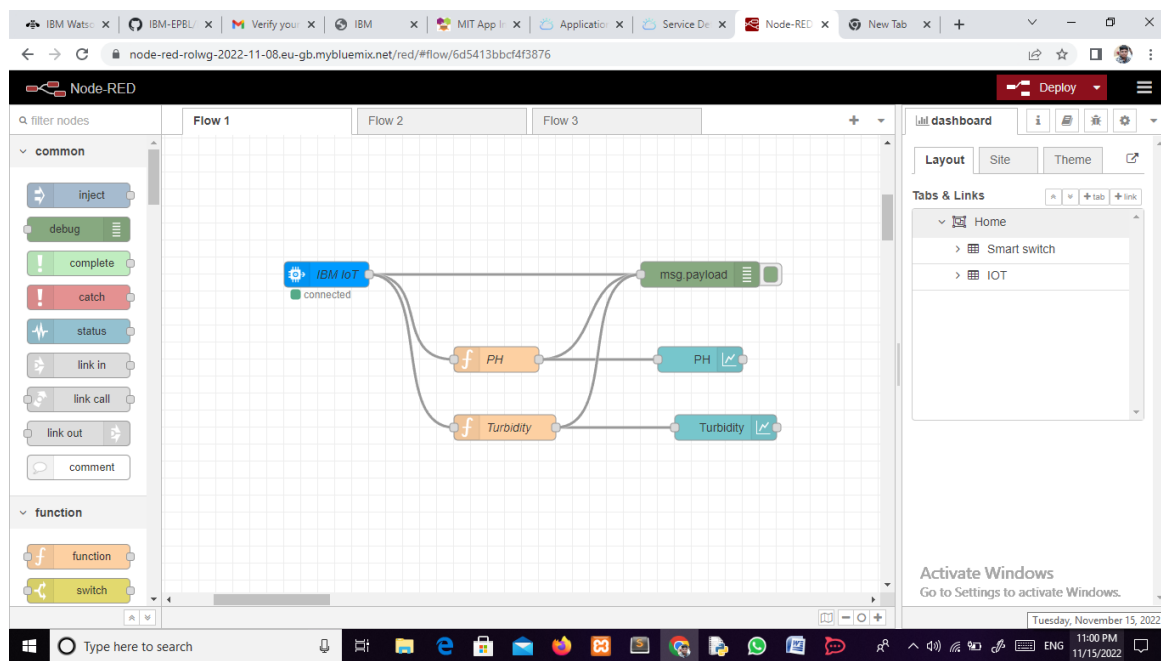 IBM Watso
IBM-EPBL/
Verify your
IBM
MIT App In
Application
Service De
Node-RED
New Tab
node-red-rolwg-2022-11-08.eu-gb.mybluemix.net/red/#flow/6d5413bbcf4f3876
Node-RED
Deploy
filter nodes
Flow 1
Flow 2
Flow 3
dashboard
common
Layout
Site
Theme
inject
Tabs & Links
+ tab
+ link
debug
Home
complete
Smart switch
IBM IoT
msg.payload
IOT
catch
connected
status
link in
PH
PH
link call
Turbidity
Turbidity
link out
comment
function
function
switch
Activate Windows
Go to Settings to activate Windows.
Tuesday, November 15, 2022
Type here to search
ENG
11:00 PM
11/15/2022